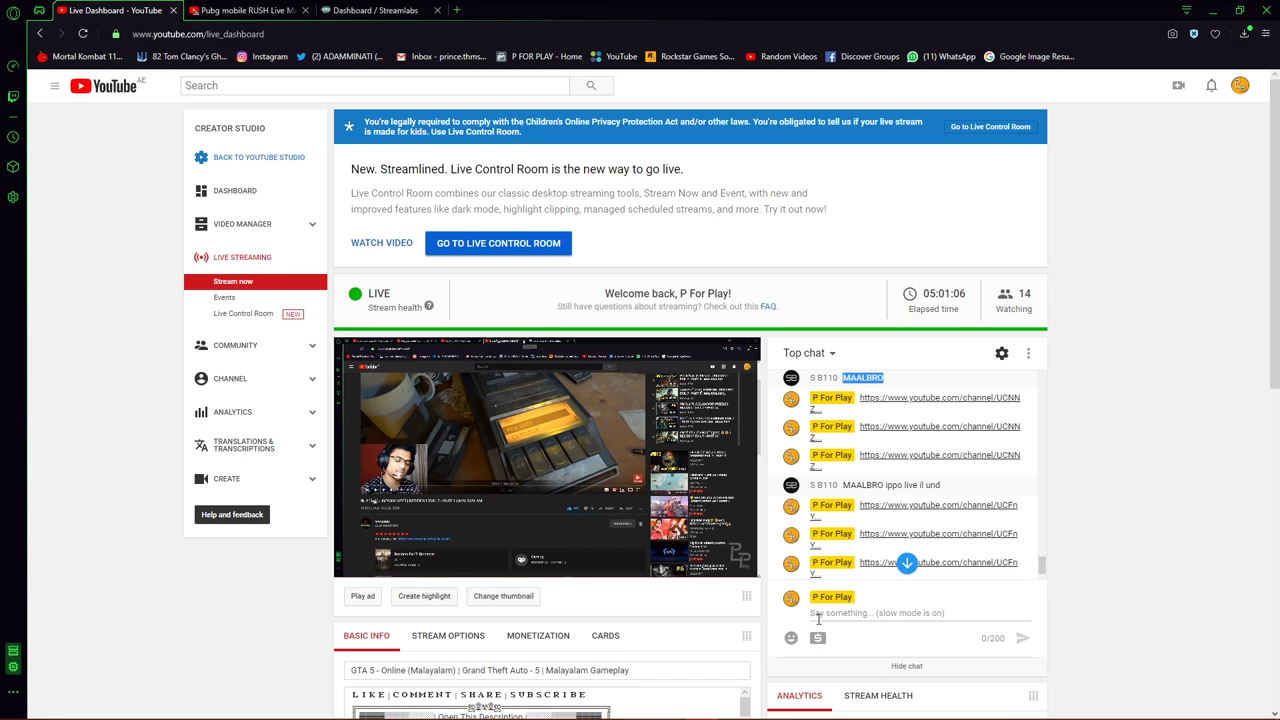 Live Dashboard - YouTube
Pubg mobile RUSH Live Ma
Dashboard / Streamlabs
www.youtube.com/live_dashboard
Mortal Kombat 11...
82 Tom Clancy's Gh...
Instagram
(2) ADAMMINATI (...
Inbox - prince.thms...
P FOR PLAY - Home
YouTube
Rockstar Games So...
Random Videos
Discover Groups
(11) WhatsApp
Google Image Resu...
YouTube AE
Search
CREATOR STUDIO
BACK TO YOUTUBE STUDIO
DASHBOARD
VIDEO MANAGER
LIVE STREAMING
Stream now
Events
Live Control Room NEW
COMMUNITY
CHANNEL
ANALYTICS
TRANSLATIONS &
TRANSCRIPTIONS
CREATE
Help and feedback
You're legally required to comply with the Children's Online Privacy Protection Act and/or other laws. You're obligated to tell us if your live stream
is made for kids. Use Live Control Room.
Go to Live Control Room
New. Streamlined. Live Control Room is the new way to go live.
Live Control Room combines our classic desktop streaming tools, Stream Now and Event, with new and
improved features like dark mode, highlight clipping, managed scheduled streams, and more. Try it out now!
WATCH VIDEO
GO TO LIVE CONTROL ROOM
LIVE
Stream health ?
Welcome back, P For Play!
Still have questions about streaming? Check out this FAQ.
05:01:06
Elapsed time
14
Watching
Play ad
Create highlight
Change thumbnail
BASIC INFO
STREAM OPTIONS
MONETIZATION
CARDS
GTA 5 - Online (Malayalam) | Grand Theft Auto - 5 | Malayalam Gameplay
L I K E | C O M M E N T | S H A R E | S U B S C R I B E
Open This Description
Top chat
S B110 MAALBRO
P For Play https://www.youtube.com/channel/UCNN
Z...
P For Play https://www.youtube.com/channel/UCNN
Z...
P For Play https://www.youtube.com/channel/UCNN
Z...
S B110 MAALBRO ippo live il und
P For Play https://www.youtube.com/channel/UCFn
Y...
P For Play https://www.youtube.com/channel/UCFn
Y...
P For Play https://ww youtube.com/channel/UCFn
Y...
P For Play
Say something... (slow mode is on)
0/200
Hide chat
ANALYTICS
STREAM HEALTH